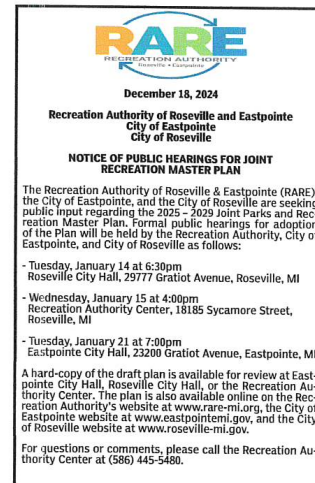 RARE
RECREATION AUTHORITY
Roseville • Eastpointe
December 18, 2024
Recreation Authority of Roseville and Eastpointe
City of Eastpointe
City of Roseville
NOTICE OF PUBLIC HEARINGS FOR JOINT
RECREATION MASTER PLAN
The Recreation Authority of Roseville & Eastpointe (RARE)
the City of Eastpointe, and the City of Roseville are seeking
public input regarding the 2025 – 2029 Joint Parks and Rec-
reation Master Plan. Formal public hearings for adoption
of the Plan will be held by the Recreation Authority, City o
Eastpointe, and City of Roseville as follows:
- Tuesday, January 14 at 6:30pm
Roseville City Hall, 29777 Gratiot Avenue, Roseville, MI
- Wednesday, January 15 at 4:00pm
Recreation Authority Center, 18185 Sycamore Street,
Roseville, MI
- Tuesday, January 21 at 7:00pm
Eastpointe City Hall, 23200 Gratiot Avenue, Eastpointe, MI
A hard-copy of the draft plan is available for review at East-
pointe City Hall, Roseville City Hall, or the Recreation Au-
thority Center. The plan is also available online on the Rec-
reation Authority's website at www.rare-mi.org, the City of
Eastpointe website at www.eastpointemi.gov, and the City
of Roseville website at www.roseville-mi.gov.
For questions or comments, please call the Recreation Au-
thority Center at (586) 445-5480.